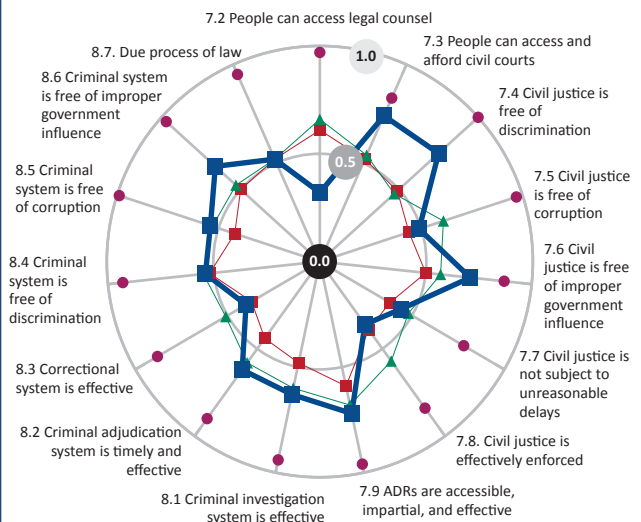 7.2 People can access legal counsel
1.0
7.3 People can access and
afford civil courts
7.4 Civil justice is
free of
discrimination
7.5 Civil justice
is free of
corruption
7.6 Civil
justice is free
of improper
government
influence
7.7 Civil justice is
not subject to
unreasonable
delays
7.8. Civil justice is
effectively enforced
7.9 ADRs are accessible,
impartial, and effective
8.1 Criminal investigation
system is effective
8.2 Criminal adjudication
system is timely and
effective
8.3 Correctional
system is effective
8.4 Criminal
system is
free of
discrimination
8.5 Criminal
system is free
of corruption
8.6 Criminal system
is free of improper
government
influence
8.7. Due process of law
0.5
0.0